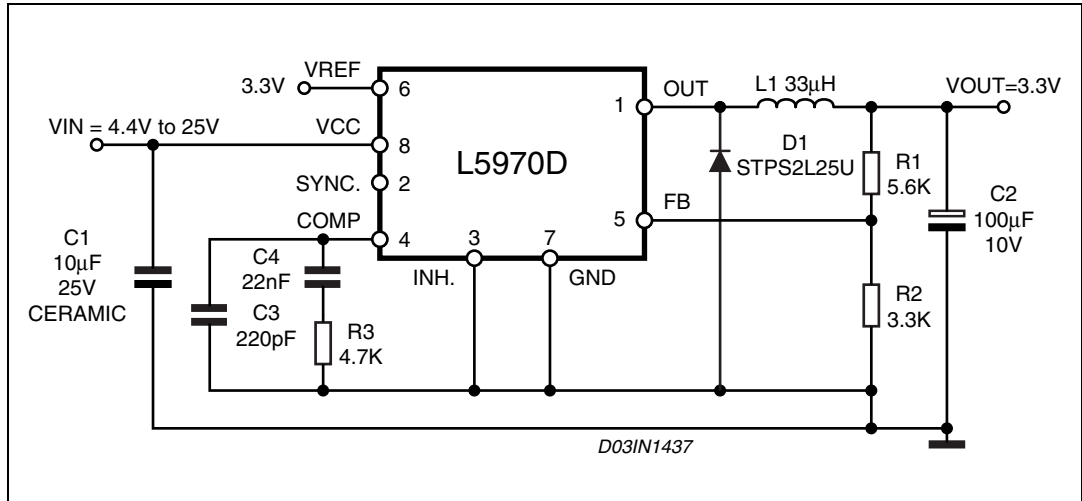 VREF
3.3V
6
VIN = 4.4V to 25V
VCC
8
SYNC.
2
COMP
4
L5970D
3
7
INH.
GND
1
OUT
L1 33µH
VOUT=3.3V
D1
STPS2L25U
5
FB
R1
5.6K
C2
100µF
10V
R2
3.3K
C1
10µF
25V
CERAMIC
C4
22nF
C3
220pF
R3
4.7K
D03IN1437